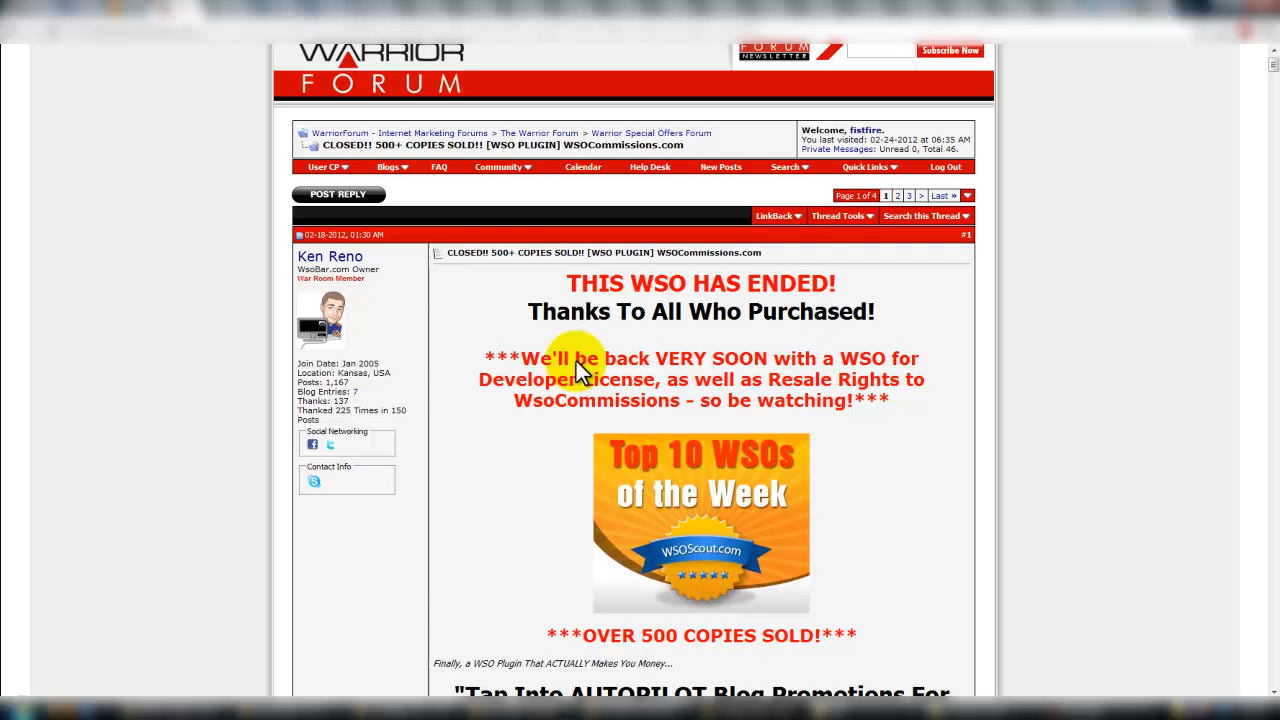 WARRIOR
FORUM
FORUM
NEWSLETTER
Subscribe Now
WarriorForum - Internet Marketing Forums > The Warrior Forum > Warrior Special Offers Forum
CLOSED!! 500+ COPIES SOLD!! [WSO PLUGIN] WSOCommissions.com
Welcome, fistfire.
You last visited: 02-24-2012 at 06:35 AM
Private Messages: Unread 0, Total 46.
User CP Blogs FAQ Community Calendar Help Desk New Posts Search Quick Links Log Out
POST REPLY
Page 1 of 4 1 2 3 > Last »
LinkBack Thread Tools Search this Thread
02-18-2012, 01:30 AM #1
Ken Reno
WsoBar.com Owner
War Room Member
Join Date: Jan 2005
Location: Kansas, USA
Posts: 1,167
Blog Entries: 7
Thanks: 137
Thanked 225 Times in 150
Posts
Social Networking
Contact Info
CLOSED!! 500+ COPIES SOLD!! [WSO PLUGIN] WSOCommissions.com
THIS WSO HAS ENDED!
Thanks To All Who Purchased!
***We'll be back VERY SOON with a WSO for
Developer License, as well as Resale Rights to
WsoCommissions - so be watching!***
Top 10 WSOs
of the Week
WSOScout.com
***OVER 500 COPIES SOLD!***
Finally, a WSO Plugin That ACTUALLY Makes You Money...
"Tap Into AUTOPILOT Blog Promotions For